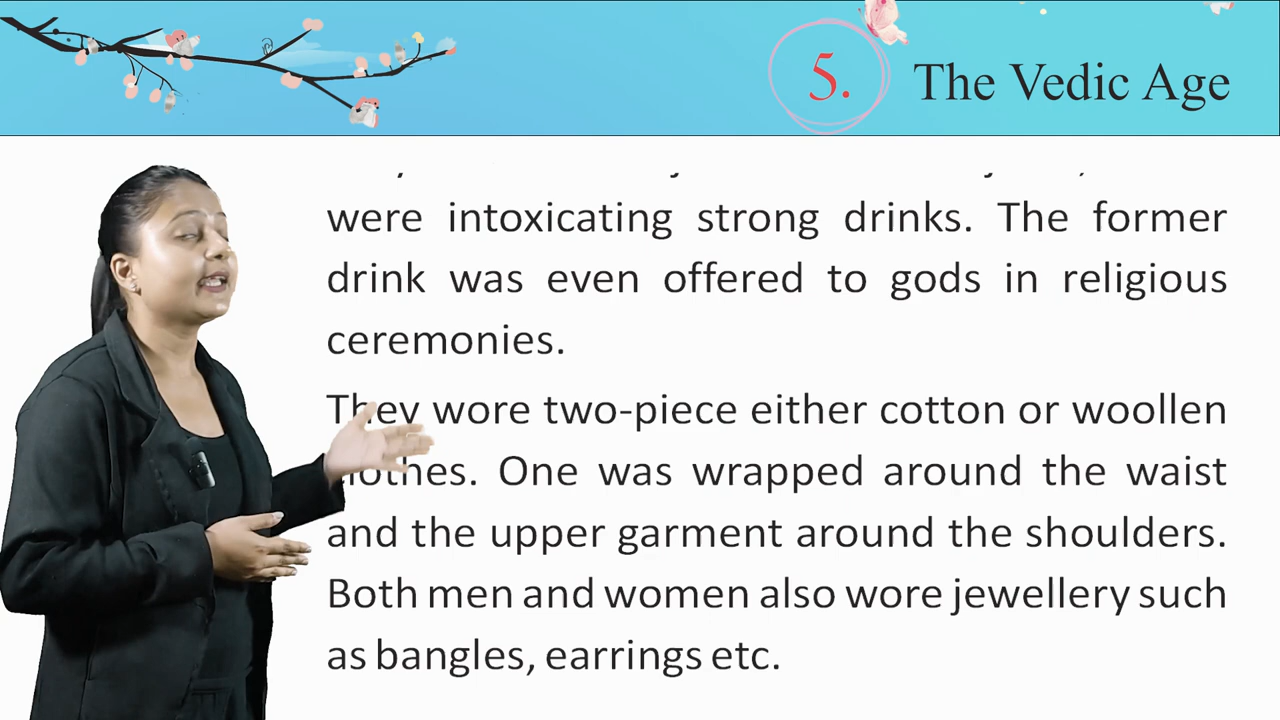 5. The Vedic Age
were intoxicating strong drinks. The former
drink was even offered to gods in religious
ceremonies.
They wore two-piece either cotton or woollen
clothes. One was wrapped around the waist
and the upper garment around the shoulders.
Both men and women also wore jewellery such
as bangles, earrings etc.